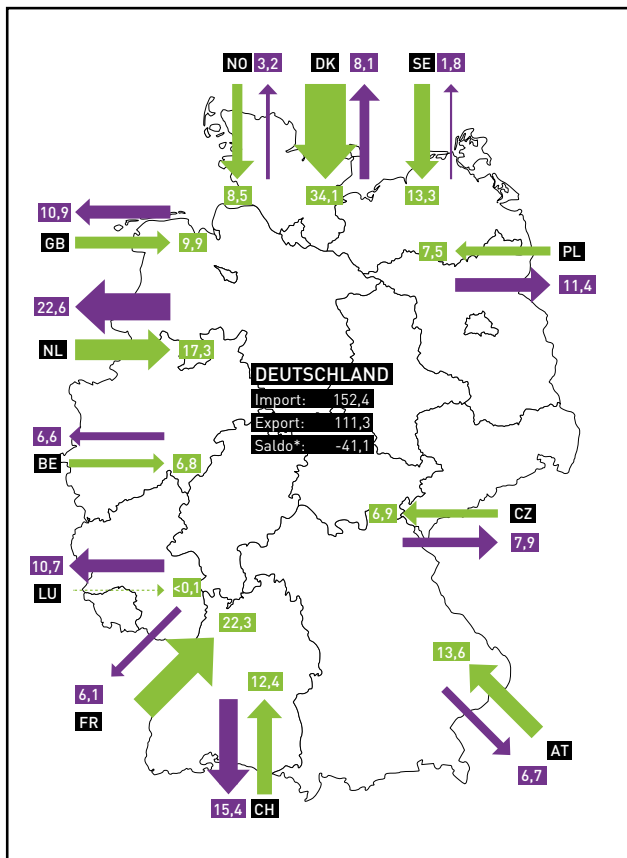 NO 3,2 DK 8,1 SE 1,8
8,5 34,1 13,3
10,9
GB 9,9
7,5 PL
11,4
22,6
NL 17,3
DEUTSCHLAND
Import: 152,4
Export: 111,3
Saldo*: -41,1
6,6
BE 6,8
6,9 CZ
7,9
10,7
LU <0,1
22,3
6,1
FR
12,4
13,6
AT
6,7
15,4 CH